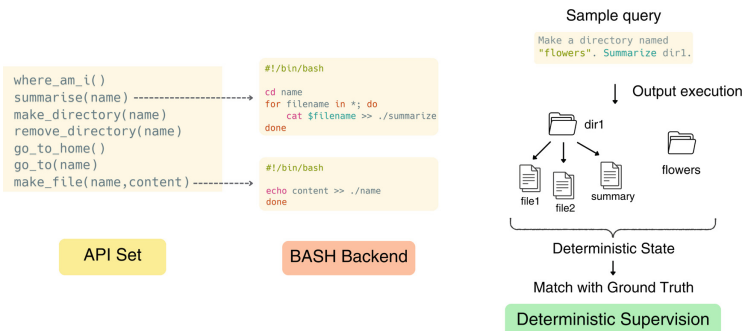 where_am_i()
summarise(name)
make_directory(name)
remove_directory(name)
go_to_home()
go_to(name)
make_file(name,content)
API Set
#!/bin/bash
cd name
for filename in *; do
cat $filename >> ./summarize
done
#!/bin/bash
echo content >> ./name
done
BASH Backend
Sample query
Make a directory named
"flowers". Summarize dir1.
Output execution
dir1
flowers
file1
file2
summary
Deterministic State
Match with Ground Truth
Deterministic Supervision